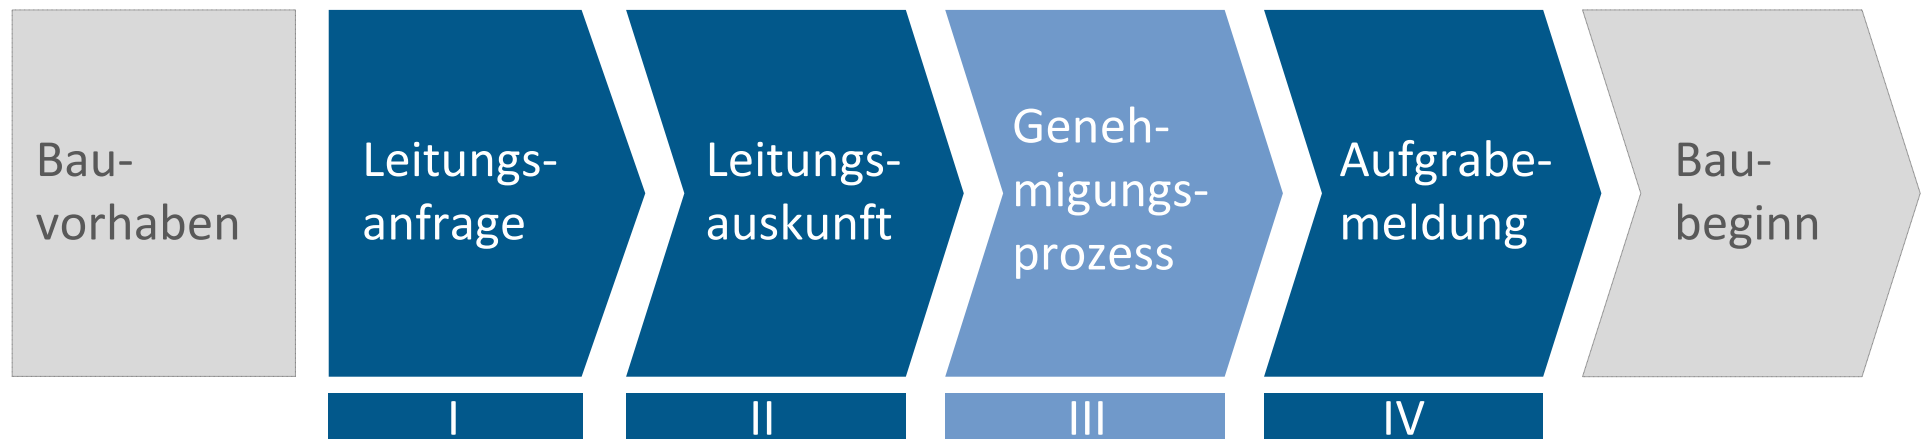 Bau-
vorhaben
Leitungs-
anfrage
Leitungs-
auskunft
Geneh-
migungs-
prozess
Aufgrabe-
meldung
Bau-
beginn
I
II
III
IV